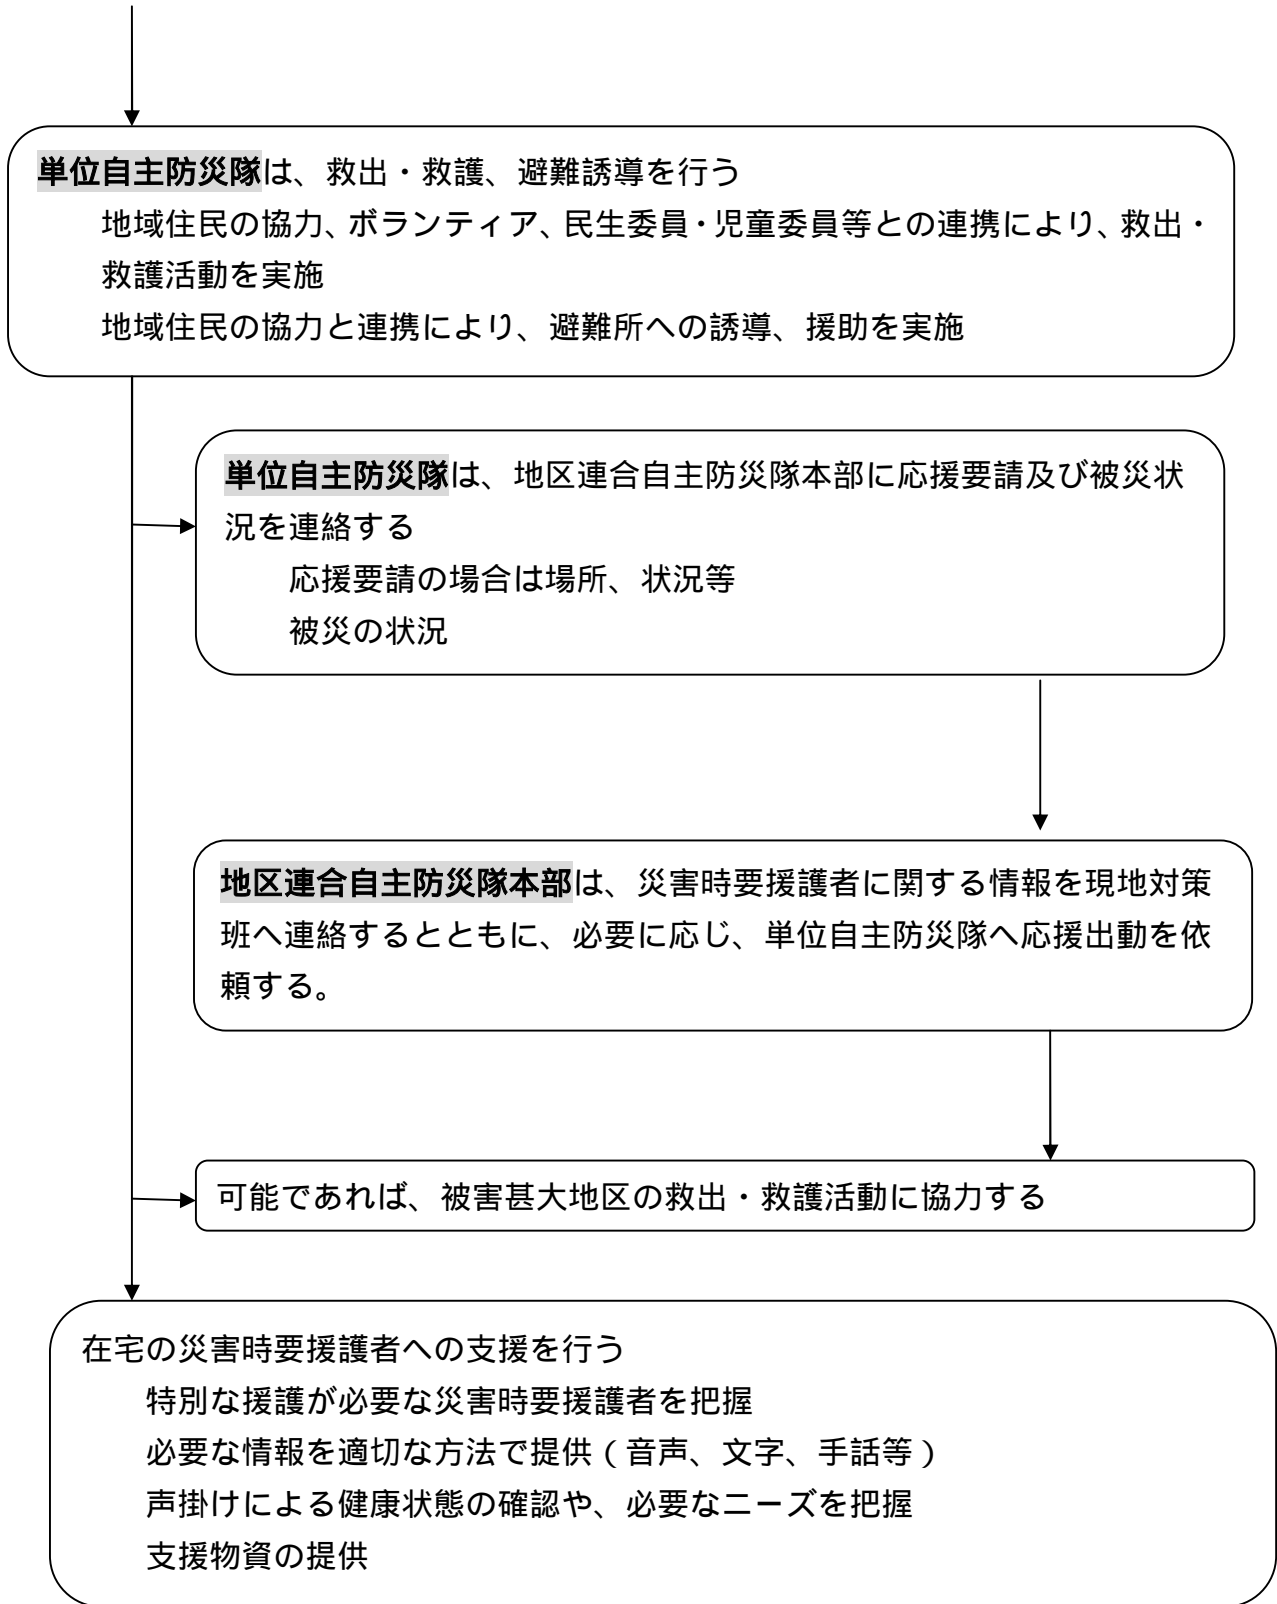 単位自主防災隊は、救出・救護、避難誘導を行う
地域住民の協力、ボランティア、民生委員・児童委員等との連携により、救出・
救護活動を実施
地域住民の協力と連携により、避難所への誘導、援助を実施
単位自主防災隊は、地区連合自主防災隊本部に応援要請及び被災状
況を連絡する
応援要請の場合は場所、状況等
被災の状況
地区連合自主防災隊本部は、災害時要援護者に関する情報を現地対策
班へ連絡するとともに、必要に応じ、単位自主防災隊へ応援出動を依
頼する。
可能であれば、被害甚大地区の救出・救護活動に協力する
在宅の災害時要援護者への支援を行う
特別な援護が必要な災害時要援護者を把握
必要な情報を適切な方法で提供（音声、文字、手話等）
声掛けによる健康状態の確認や、必要なニーズを把握
支援物資の提供